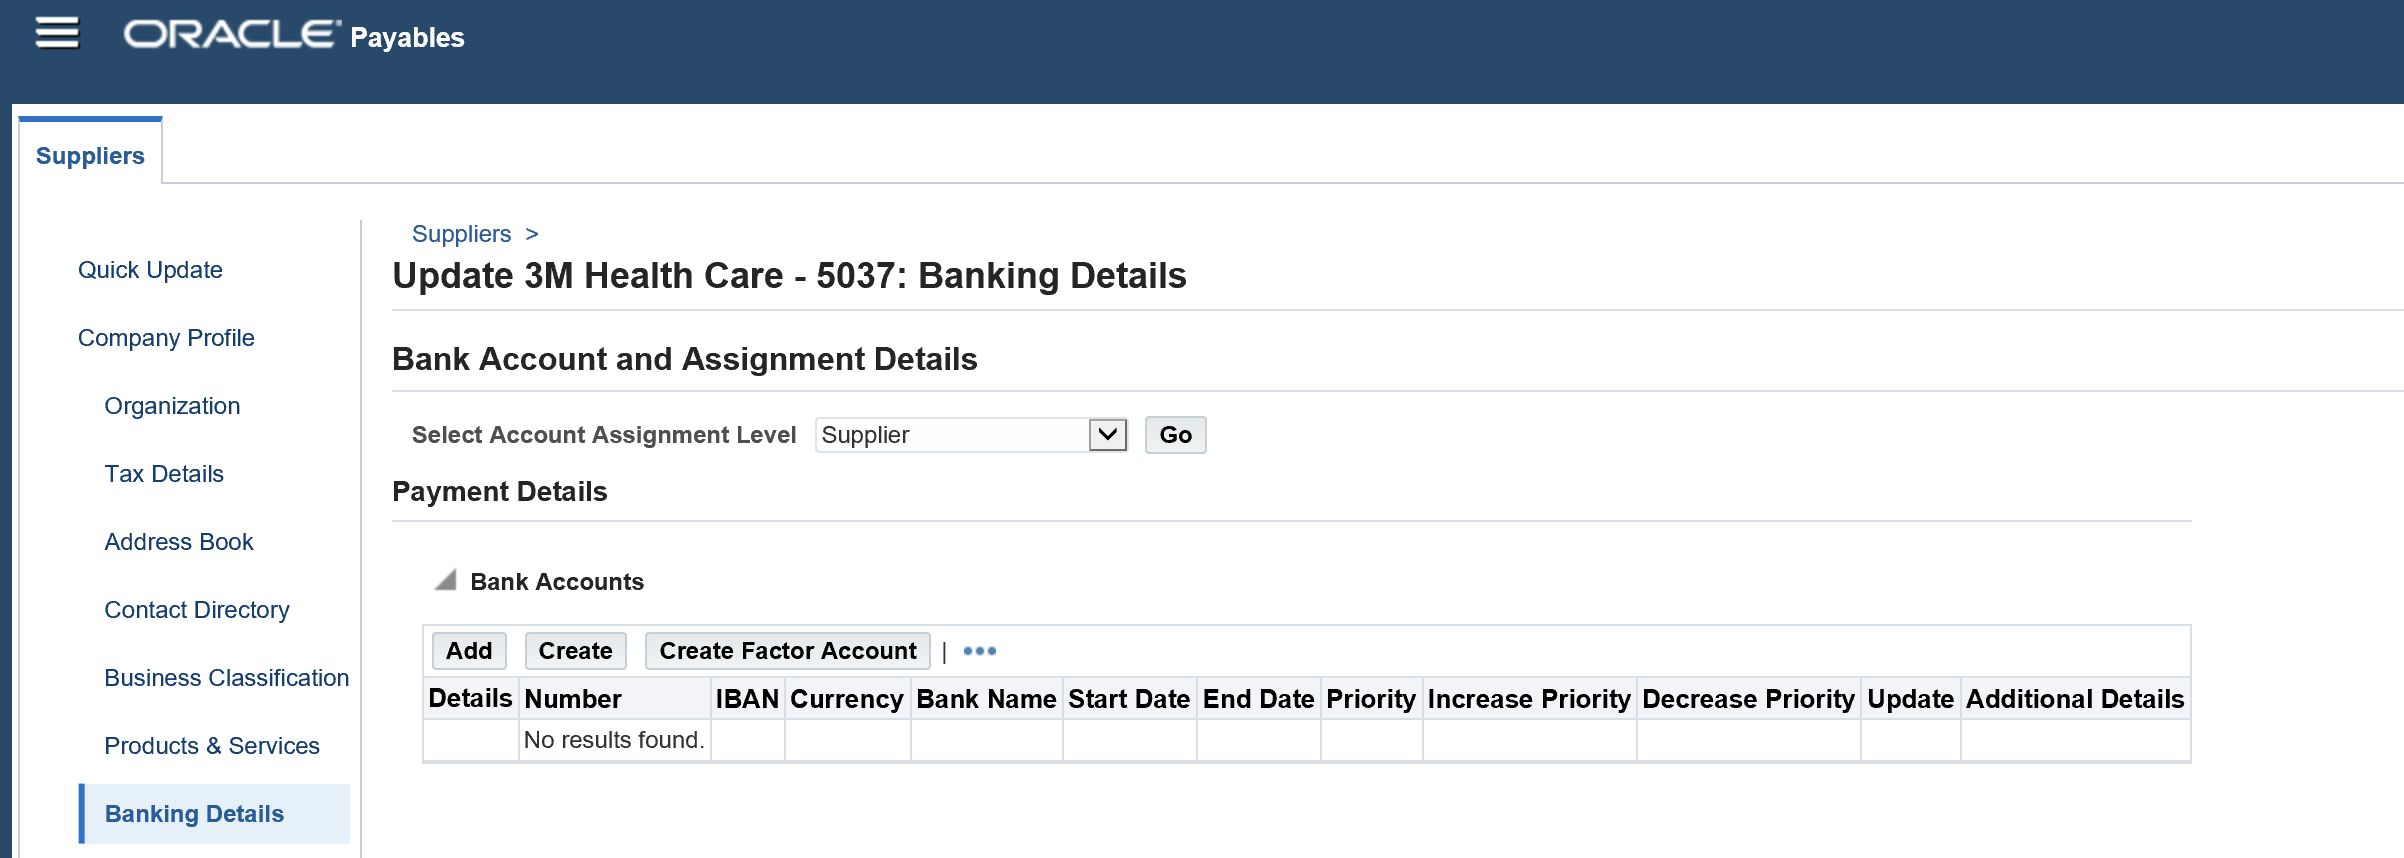 ORACLE Payables
Suppliers
Quick Update
Company Profile
Organization
Tax Details
Address Book
Contact Directory
Business Classification
Products & Services
Banking Details
Suppliers >
Update 3M Health Care - 5037: Banking Details
Bank Account and Assignment Details
Select Account Assignment Level Supplier Go
Payment Details
Bank Accounts
Add Create Create Factor Account | •••
Details Number IBAN Currency Bank Name Start Date End Date Priority Increase Priority Decrease Priority Update Additional Details
No results found.